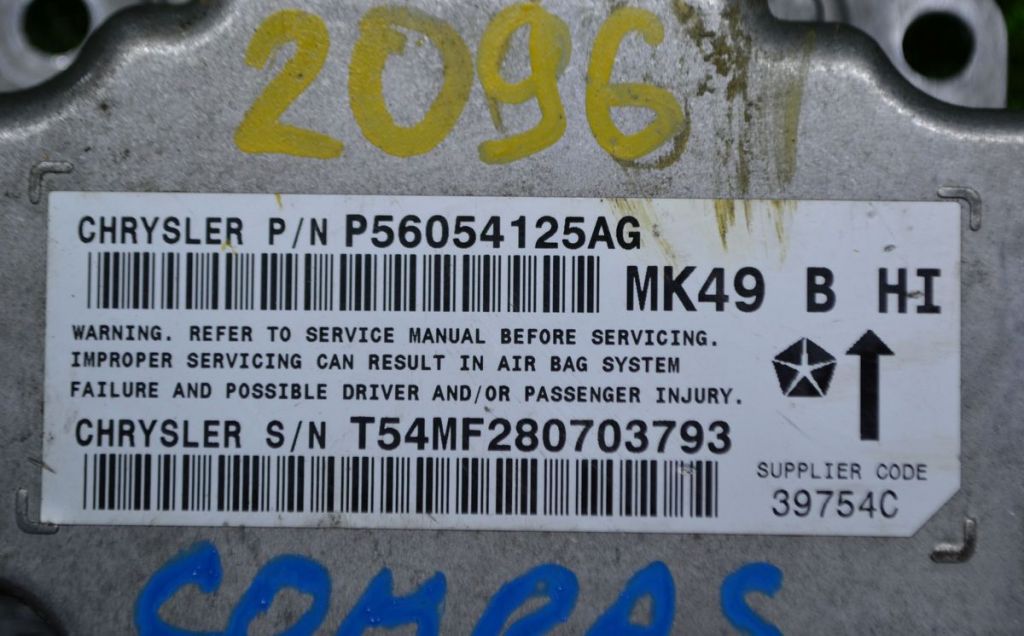 2096
CHRYSLER P/N P56054125AG
MK49 B HI
WARNING. REFER TO SERVICE MANUAL BEFORE SERVICING.
IMPROPER SERVICING CAN RESULT IN AIR BAG SYSTEM
FAILURE AND POSSIBLE DRIVER AND/OR PASSENGER INJURY.
CHRYSLER S/N T54MF280703793
SUPPLIER CODE
39754C
COMPAS